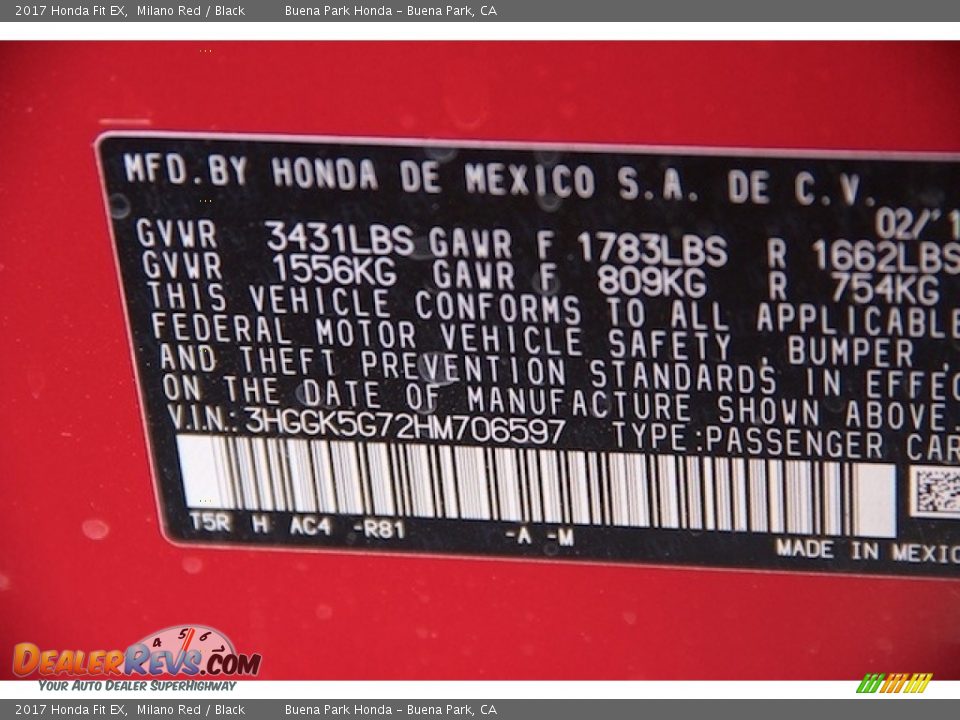 2017 Honda Fit EX,  Milano Red / Black          Buena Park Honda - Buena Park, CA
MFD.BY HONDA DE MEXICO S.A. DE C.V.
02/'1
GVWR 3431LBS GAWR F 1783LBS R 1662LBS
GVWR 1556KG GAWR F 809KG R 754KG
THIS VEHICLE CONFORMS TO ALL APPLICABLE
FEDERAL MOTOR VEHICLE SAFETY , BUMPER ,
AND THEFT PREVENTION STANDARDS IN EFFEC
ON THE DATE OF MANUFACTURE SHOWN ABOVE.
V.I.N.: 3HGGK5G72HM706597 TYPE:PASSENGER CAR
T5R H AC4 -R81 -A -M
MADE IN MEXIC
4 5 6
DEALERREVS.COM
YOUR AUTO DEALER SUPERHIGHWAY
2017 Honda Fit EX,  Milano Red / Black          Buena Park Honda - Buena Park, CA